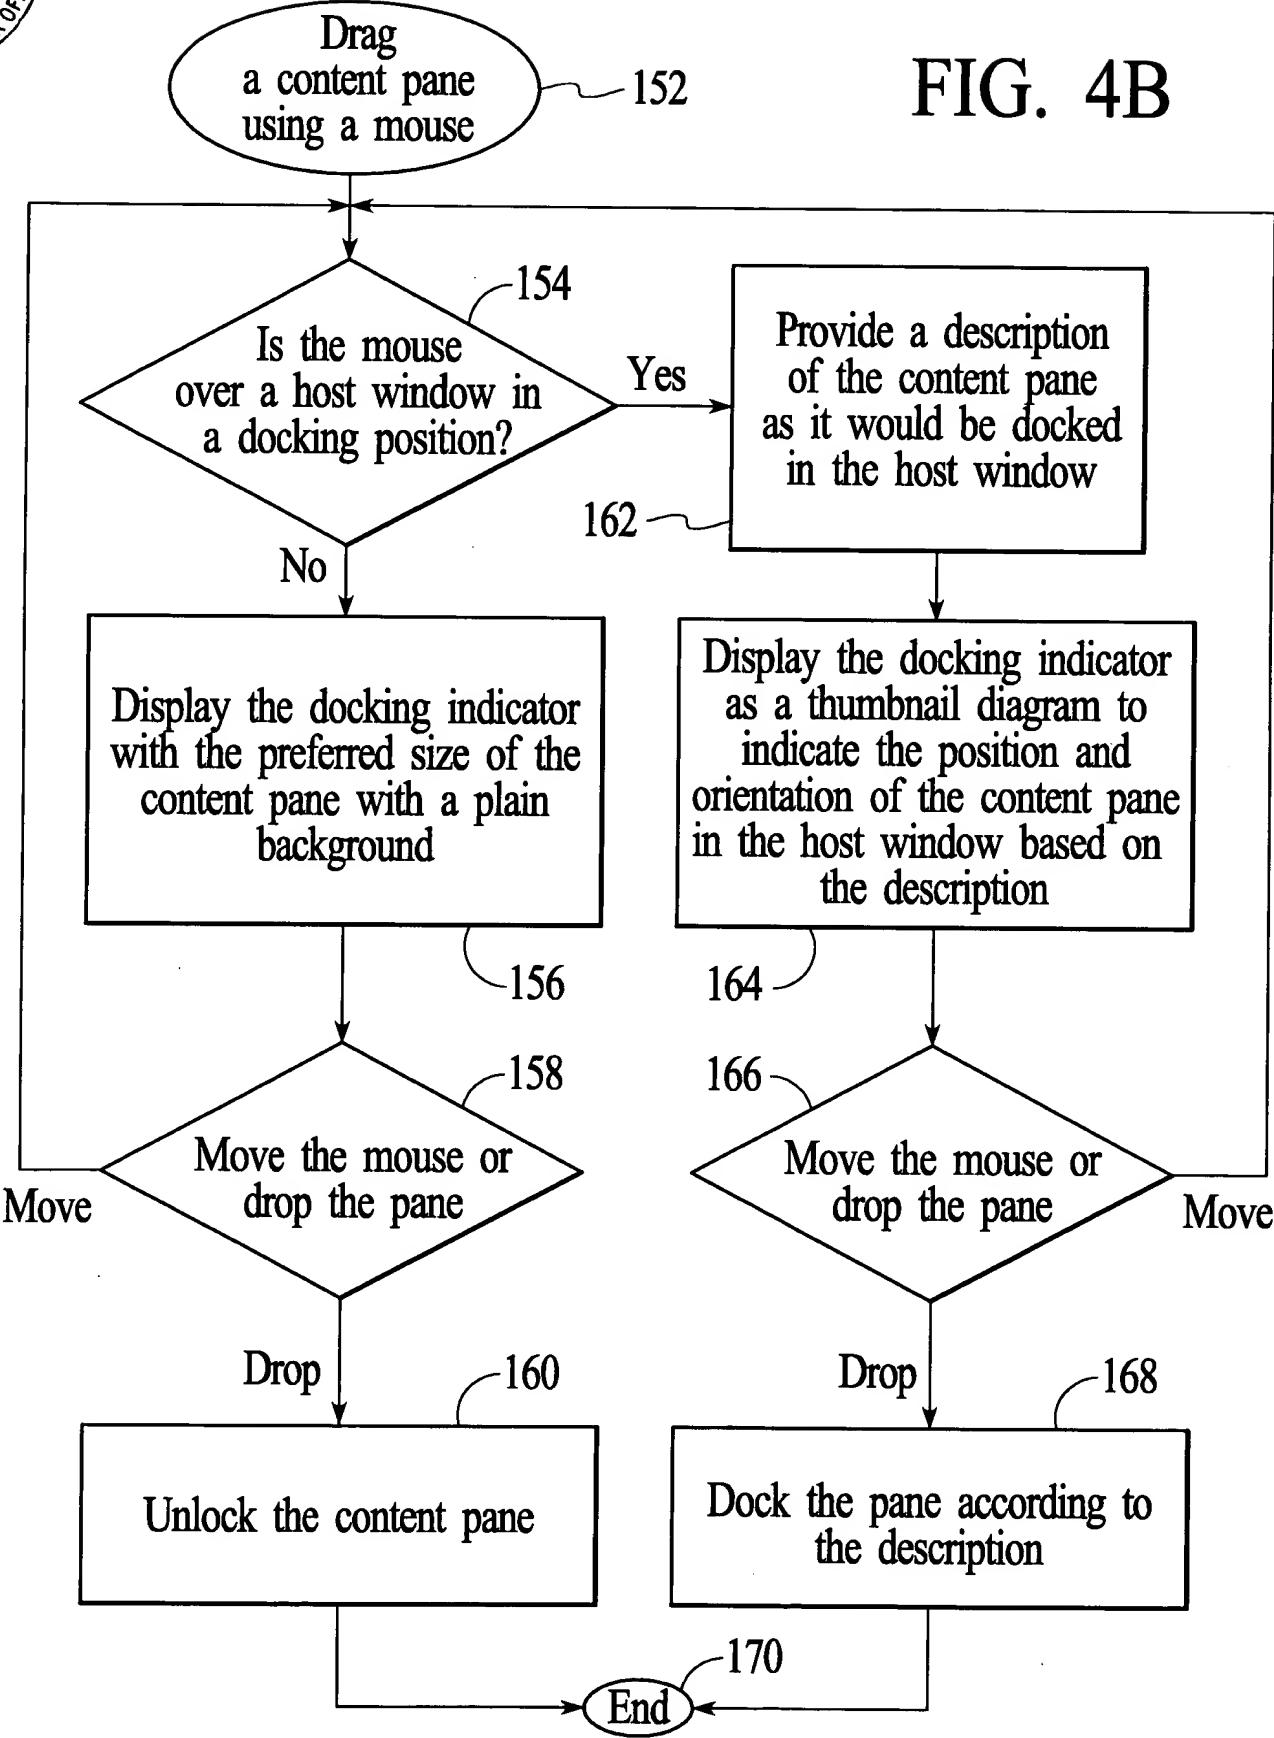 OF
Drag
a content pane
using a mouse
152
FIG. 4B
154
Is the mouse
over a host window in
a docking position?
Yes
Provide a description
of the content pane
as it would be docked
in the host window
162
No
Display the docking indicator
with the preferred size of the
content pane with a plain
background
Display the docking indicator
as a thumbnail diagram to
indicate the position and
orientation of the content pane
in the host window based on
the description
156
164
158
166
Move the mouse or
drop the pane
Move the mouse or
drop the pane
Move
Move
Drop
160
Drop
168
Unlock the content pane
Dock the pane according to
the description
170
End